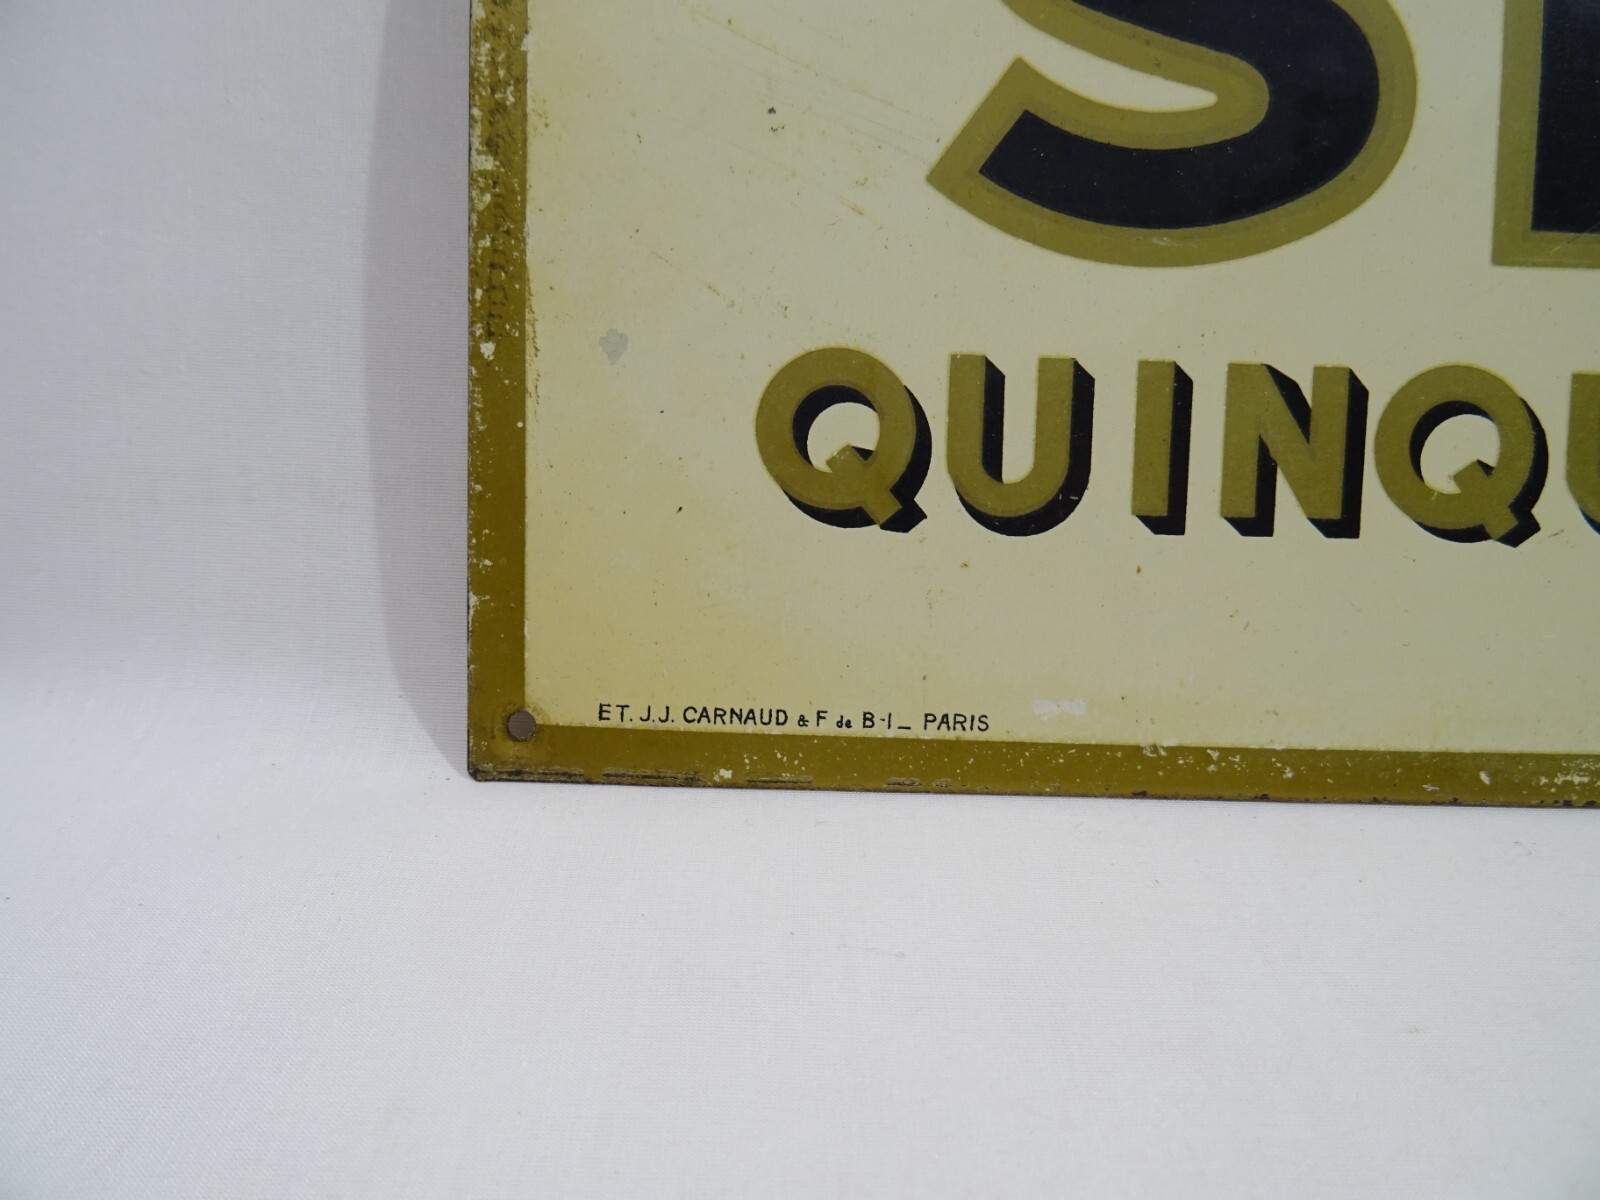 S
QUINQU
ET. J.J. CARNAUD & F de B-I_ PARIS